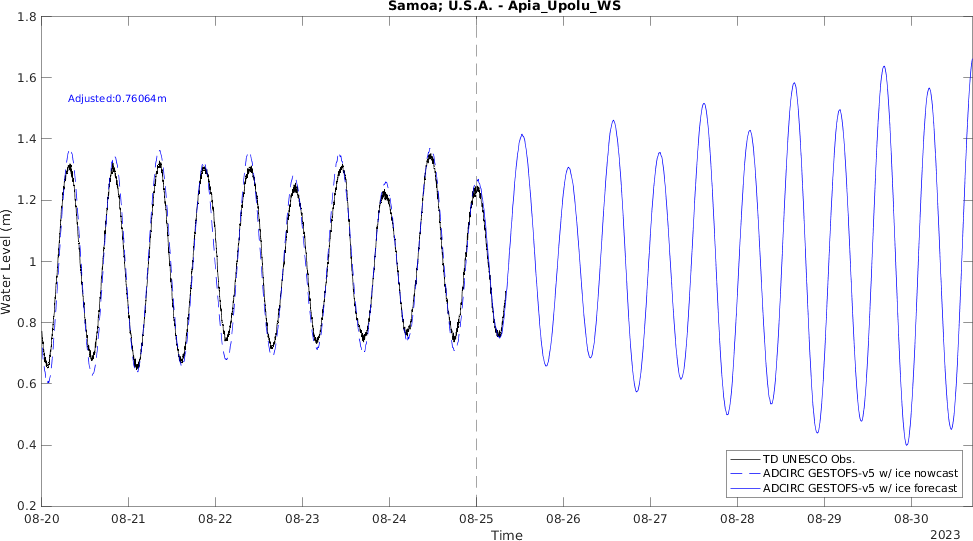 Samoa; U.S.A. - Apia_Upolu_WS
1.8
1.6
1.4
1.2
1
0.8
0.6
0.4
0.2
Water Level (m)
Adjusted:0.76064m
TD UNESCO Obs.
ADCIRC GESTOFS-v5 w/ ice nowcast
ADCIRC GESTOFS-v5 w/ ice forecast
08-20 08-21 08-22 08-23 08-24 08-25 08-26 08-27 08-28 08-29 08-30
Time
2023